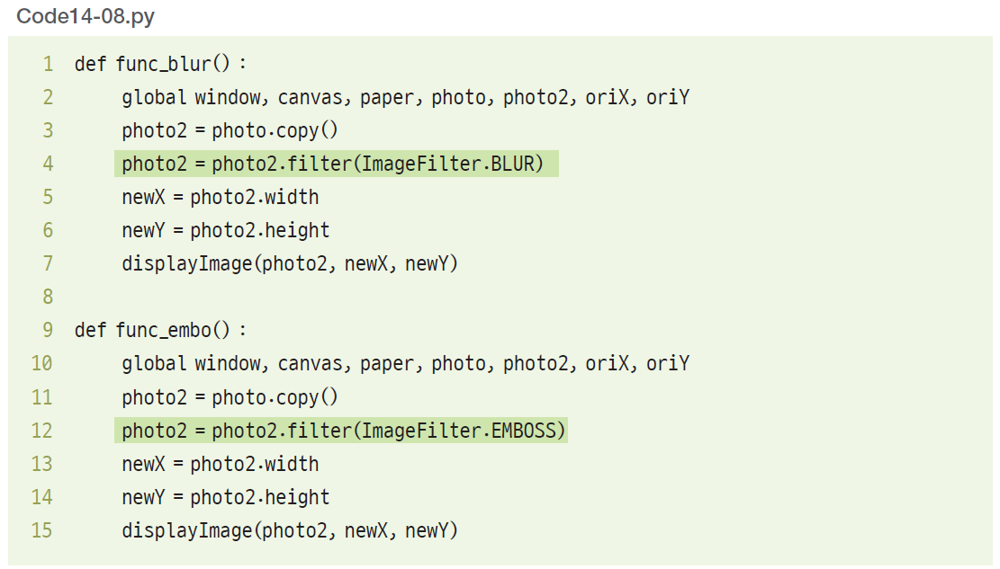 Code14-08.py
1 def func_blur() :
2 global window, canvas, paper, photo, photo2, oriX, oriY
3 photo2 = photo.copy()
4 photo2 = photo2.filter(ImageFilter.BLUR)
5 newX = photo2.width
6 newY = photo2.height
7 displayImage(photo2, newX, newY)
8
9 def func_embo() :
10 global window, canvas, paper, photo, photo2, oriX, oriY
11 photo2 = photo.copy()
12 photo2 = photo2.filter(ImageFilter.EMBOSS)
13 newX = photo2.width
14 newY = photo2.height
15 displayImage(photo2, newX, newY)